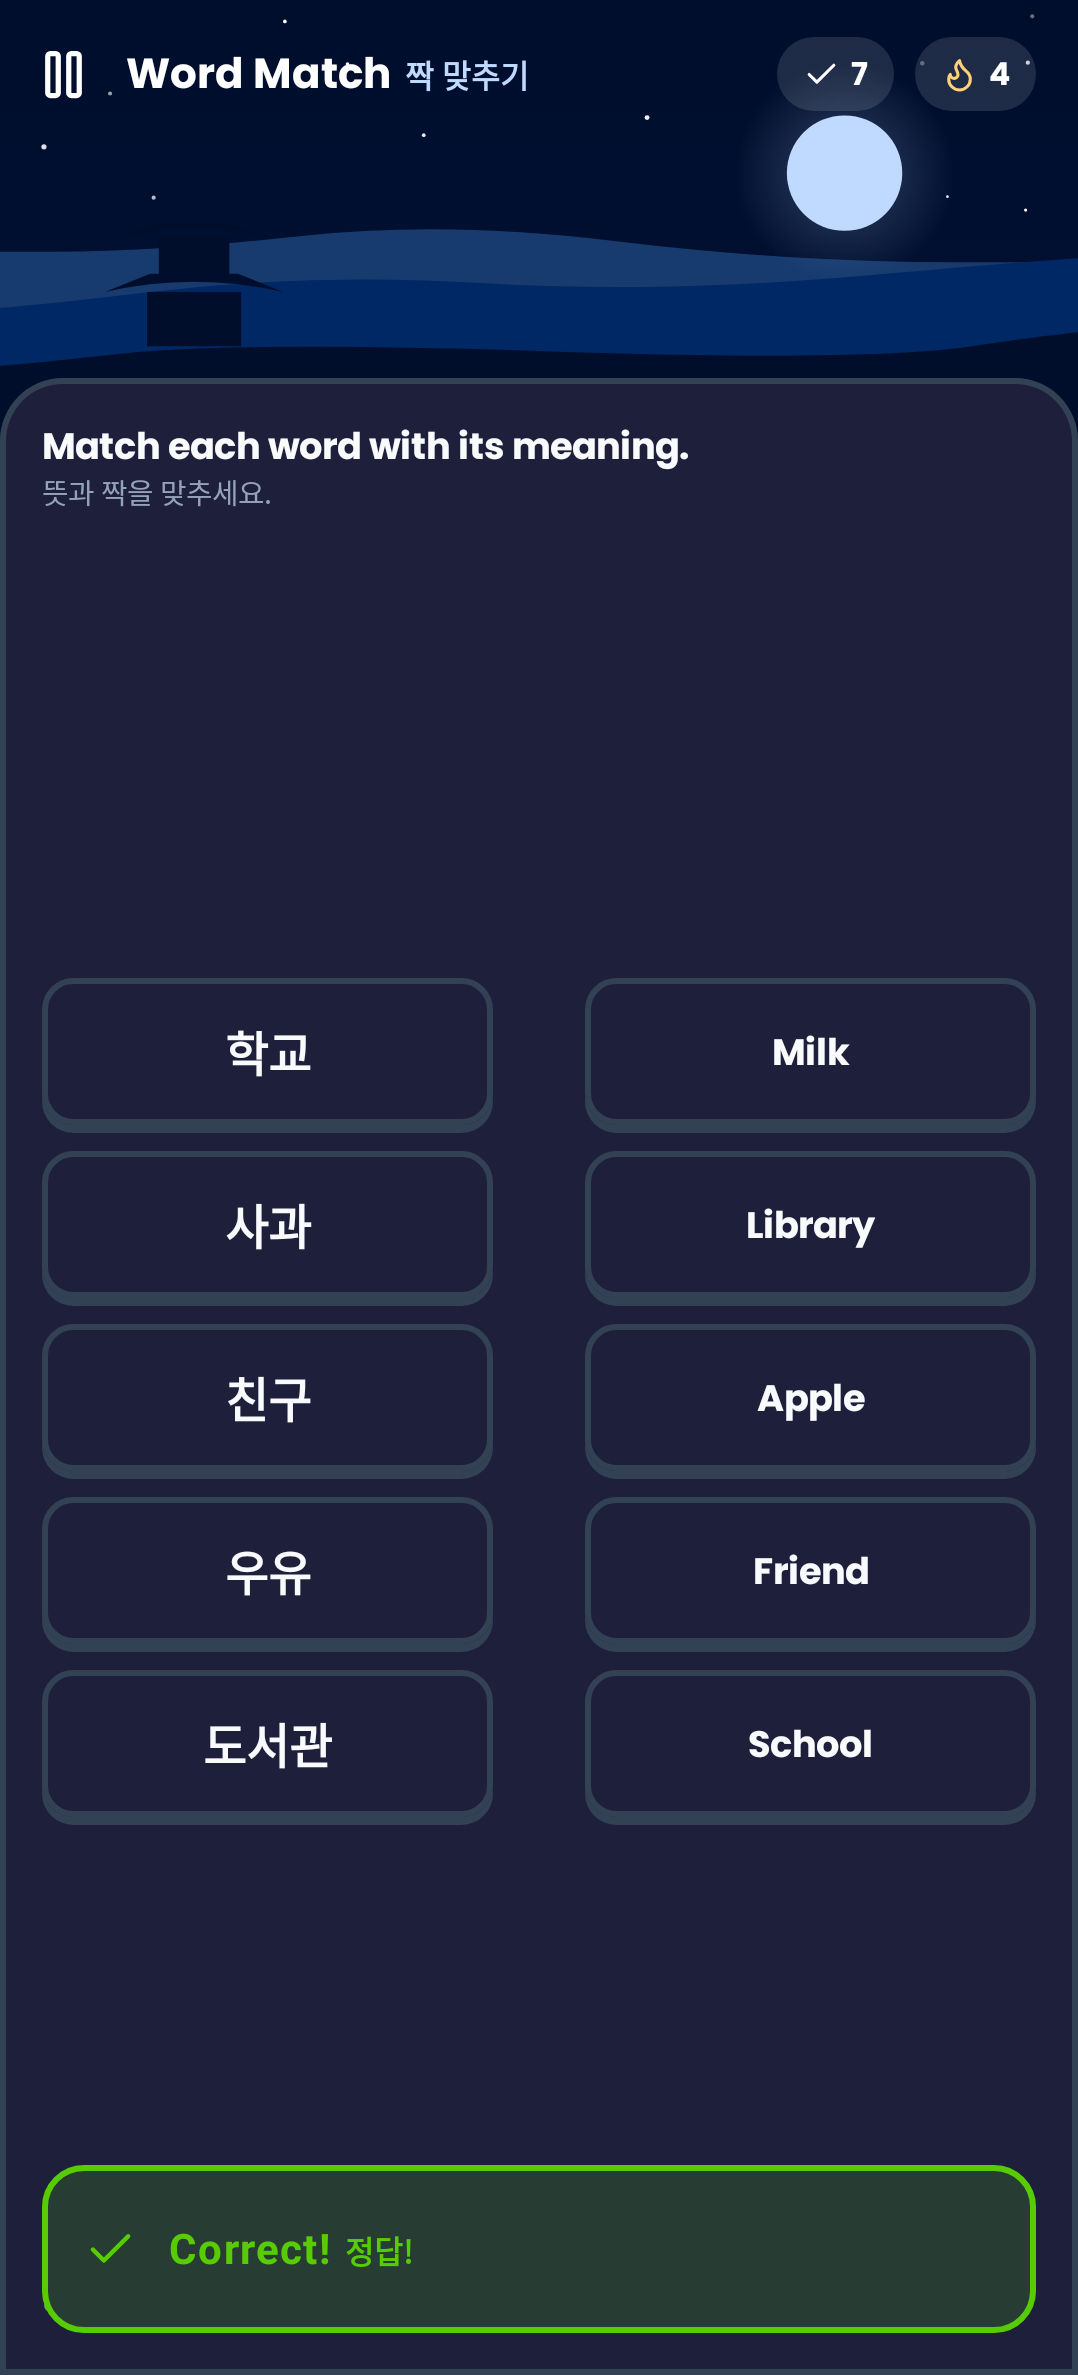 Word Match 짝 맞추기 7 4
Match each word with its meaning.
뜻과 짝을 맞추세요.
학교 Milk
사과 Library
친구 Apple
우유 Friend
도서관 School
Correct! 정답!